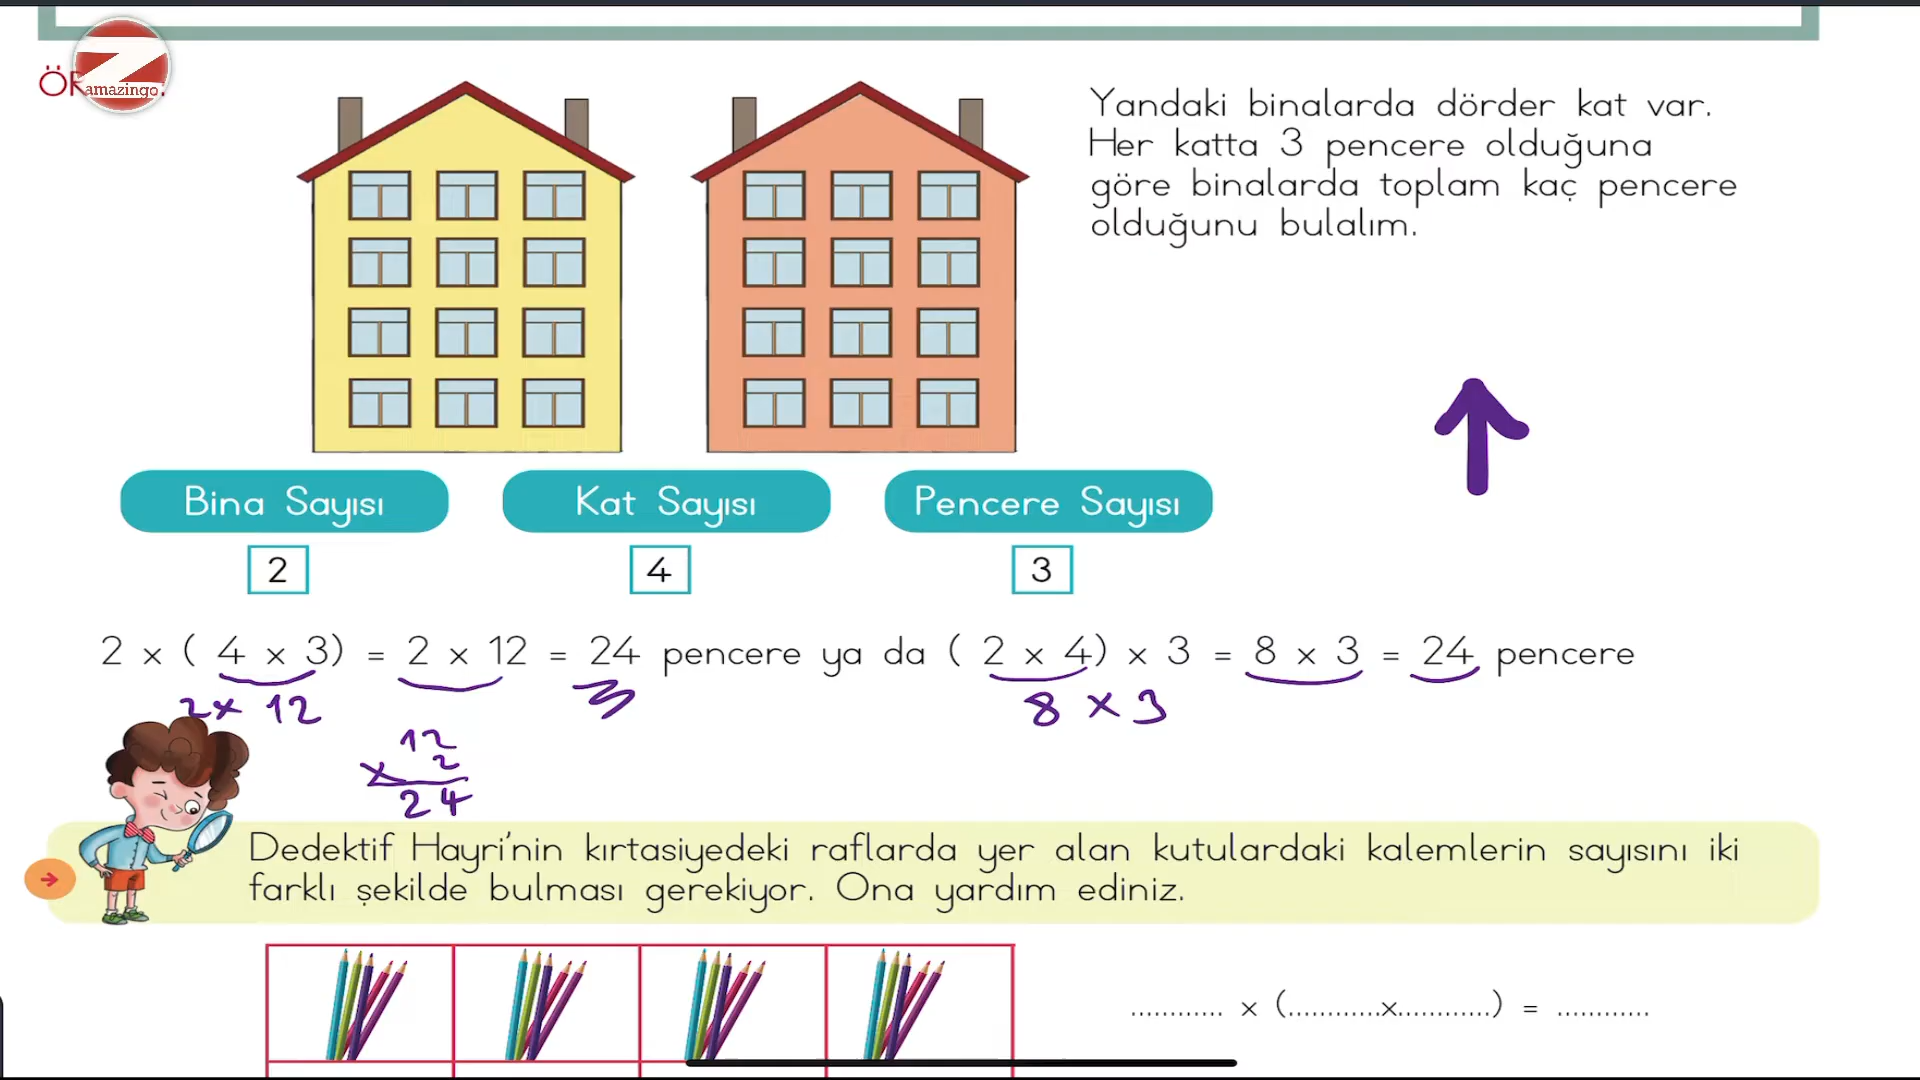 amazingo
Yandaki binalarda dörder kat var.
Her katta 3 pencere olduğuna
göre binalarda toplam kaç pencere
olduğunu bulalım.
Bina Sayısı
Kat Sayısı
Pencere Sayısı
2
4
3
2 x ( 4 x 3) = 2 x 12 = 24 pencere ya da ( 2 x 4) x 3 = 8 x 3 = 24 pencere
2 x 12
8 x 3
12
x 2
24
Dedektif Hayri'nin kırtasiyedeki raflarda yer alan kutulardaki kalemlerin sayısını iki
farklı şekilde bulması gerekiyor. Ona yardım ediniz.
............ x (............x............) = ............